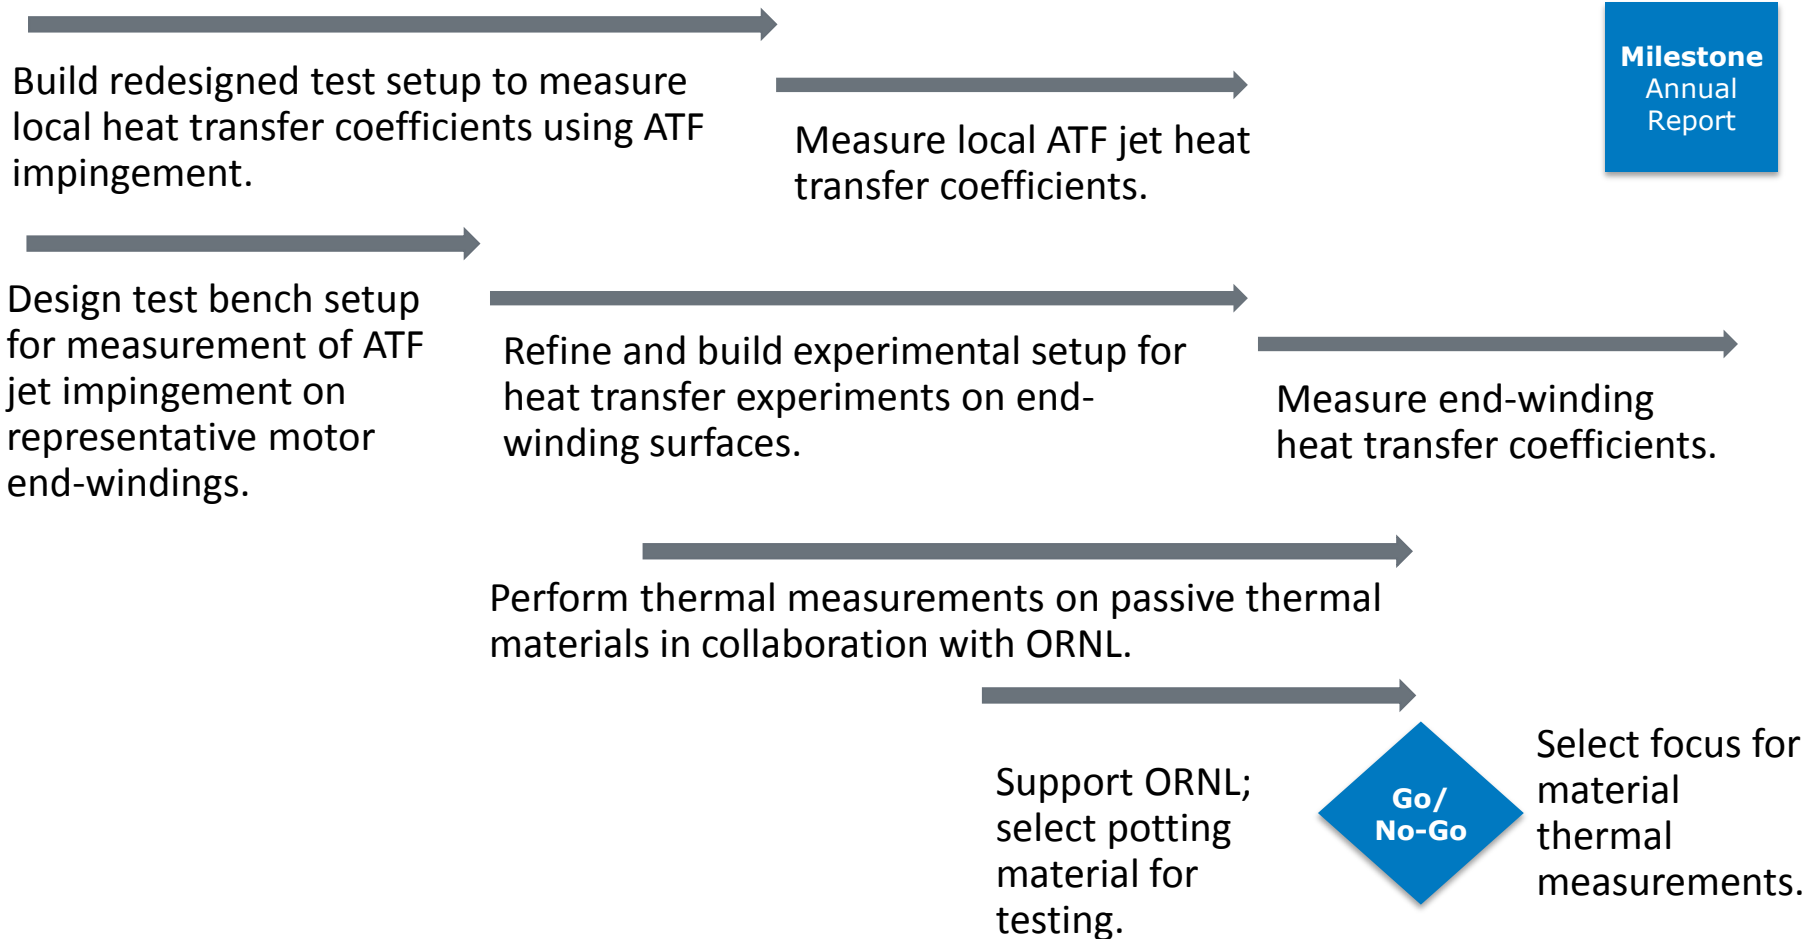 Build redesigned test setup to measure
local heat transfer coefficients using ATF
impingement.
Measure local ATF jet heat
transfer coefficients.
Milestone
Annual
Report
Design test bench setup
for measurement of ATF
jet impingement on
representative motor
end-windings.
Refine and build experimental setup for
heat transfer experiments on end-
winding surfaces.
Measure end-winding
heat transfer coefficients.
Perform thermal measurements on passive thermal
materials in collaboration with ORNL.
Support ORNL;
select potting
material for
testing.
Go/
No-Go
Select focus for
material
thermal
measurements.